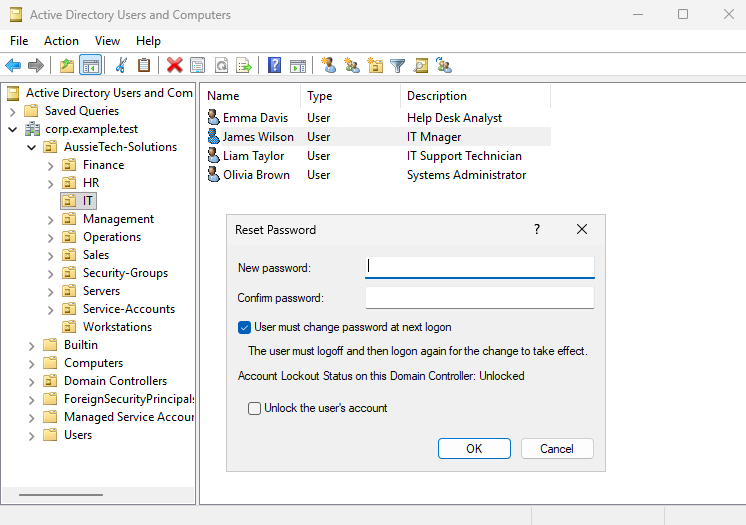 Active Directory Users and Computers
File Action View Help
Active Directory Users and Com
Saved Queries
corp.example.test
AussieTech-Solutions
Finance
HR
IT
Management
Operations
Sales
Security-Groups
Servers
Service-Accounts
Workstations
Builtin
Computers
Domain Controllers
ForeignSecurityPrincipals
Managed Service Accoun
Users
Name Type Description
Emma Davis User Help Desk Analyst
James Wilson User IT Mnager
Liam Taylor User IT Support Technician
Olivia Brown User Systems Administrator
Reset Password
New password:
Confirm password:
User must change password at next logon
The user must logoff and then logon again for the change to take effect.
Account Lockout Status on this Domain Controller: Unlocked
Unlock the user's account
OK Cancel